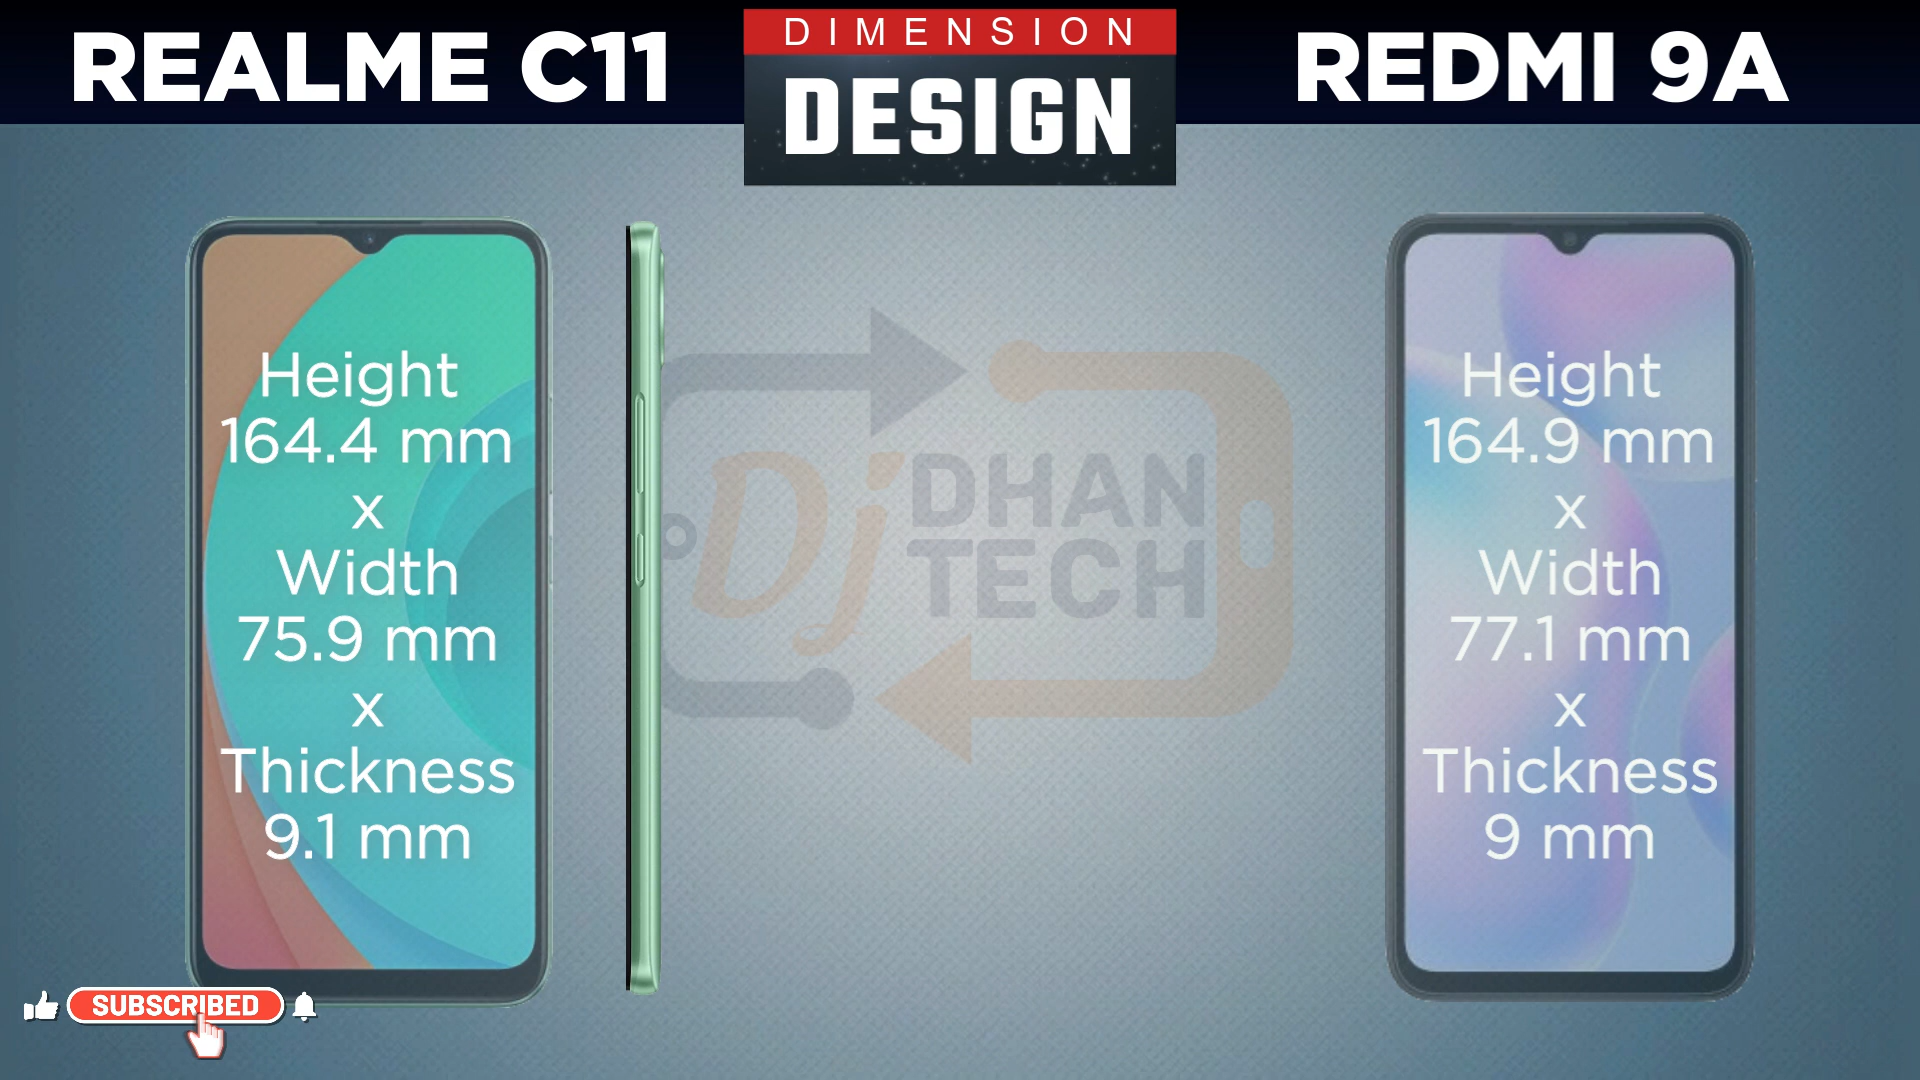 REALME C11
DIMENSION
DESIGN
REDMI 9A
Height
164.4 mm
x
Width
75.9 mm
x
Thickness
9.1 mm
Dj DHAN
TECH
Height
164.9 mm
x
Width
77.1 mm
x
Thickness
9 mm
SUBSCRIBED